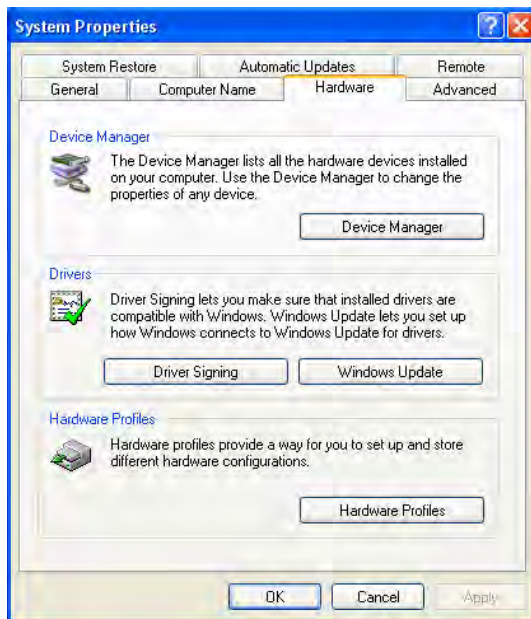 System Properties
System Restore Automatic Updates Remote
General Computer Name Hardware Advanced
Device Manager
The Device Manager lists all the hardware devices installed
on your computer. Use the Device Manager to change the
properties of any device.
Device Manager
Drivers
Driver Signing lets you make sure that installed drivers are
compatible with Windows. Windows Update lets you set up
how Windows connects to Windows Update for drivers.
Driver Signing Windows Update
Hardware Profiles
Hardware profiles provide a way for you to set up and store
different hardware configurations.
Hardware Profiles
OK Cancel Apply